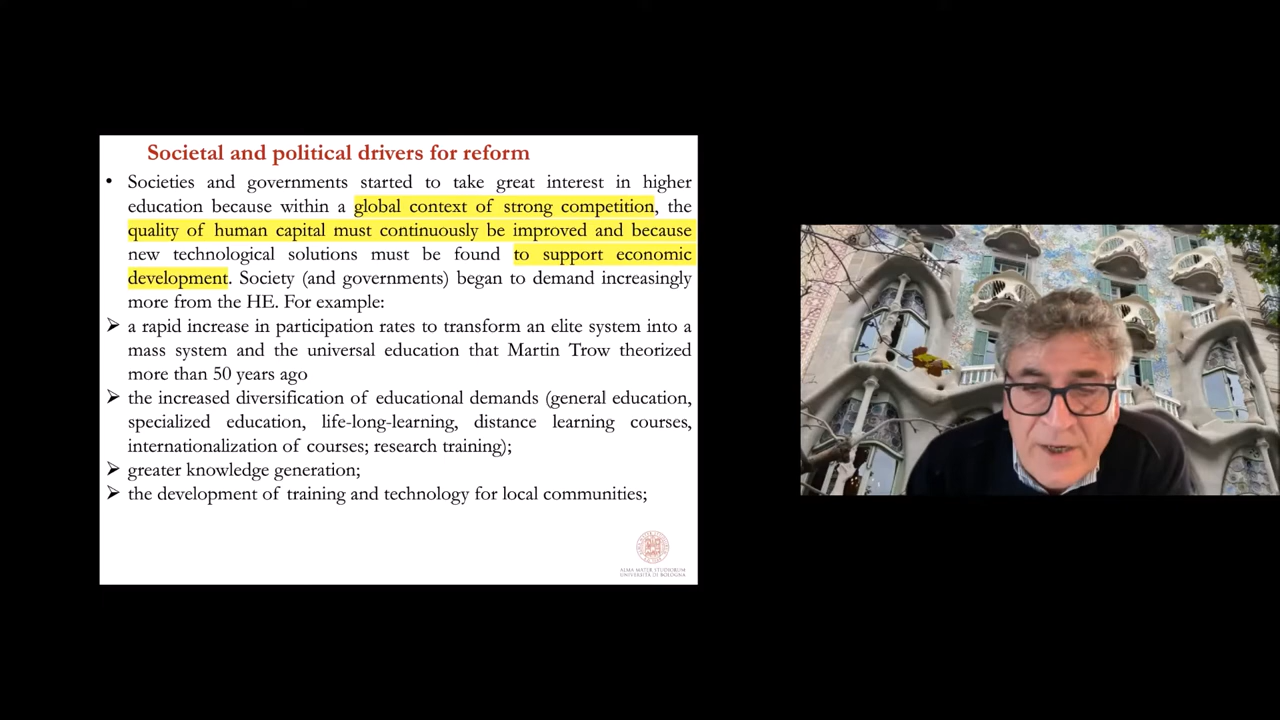 Societal and political drivers for reform
• Societies and governments started to take great interest in higher
education because within a global context of strong competition, the
quality of human capital must continuously be improved and because
new technological solutions must be found to support economic
development. Society (and governments) began to demand increasingly
more from the HE. For example:
➢ a rapid increase in participation rates to transform an elite system into a
mass system and the universal education that Martin Trow theorized
more than 50 years ago
➢ the increased diversification of educational demands (general education,
specialized education, life-long-learning, distance learning courses,
internationalization of courses; research training);
➢ greater knowledge generation;
➢ the development of training and technology for local communities;
ALMA MATER STUDIORUM
UNIVERSITÀ DI BOLOGNA